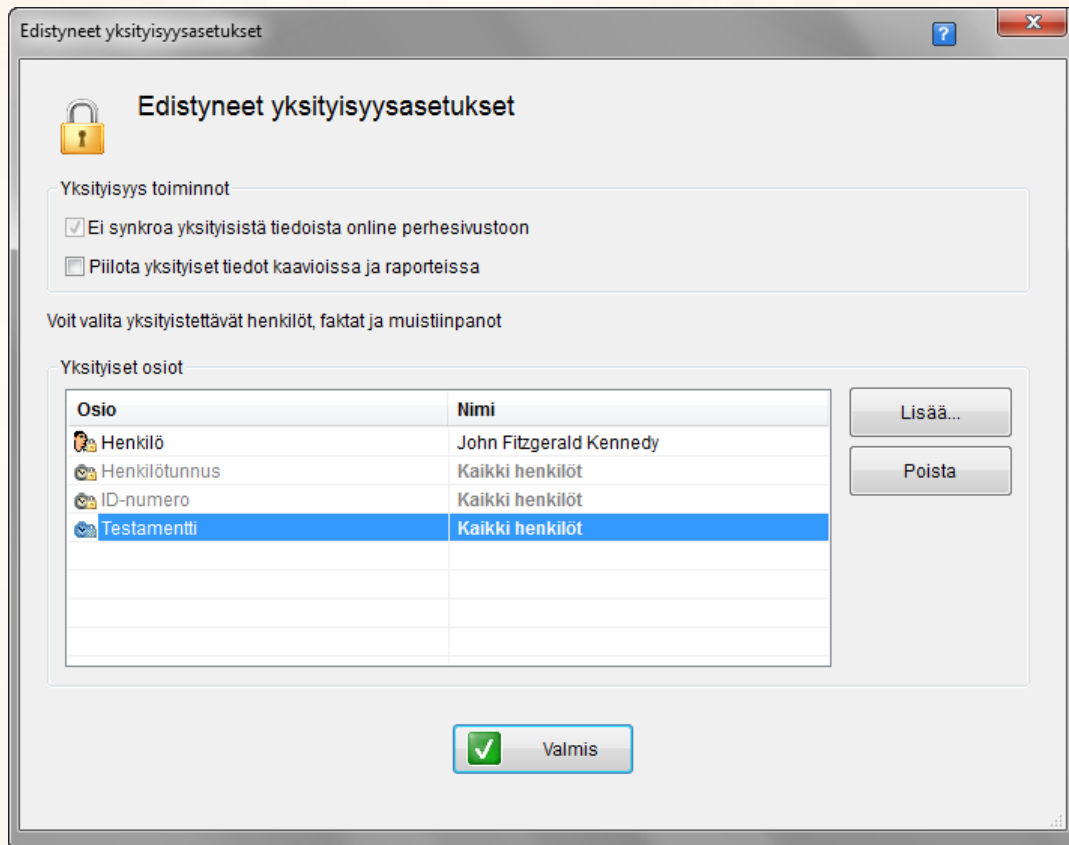 Edistyneet yksityisyysasetukset
?
Edistyneet yksityisyysasetukset
Yksityisyys toiminnot
Ei synkroa yksityisistä tiedoista online perhesivustoon
Piilota yksityiset tiedot kaavioissa ja raporteissa
Voit valita yksityistettävät henkilöt, faktat ja muistiinpanot
Yksityiset osiot
Osio Nimi
Henkilö John Fitzgerald Kennedy
Henkilötunnus Kaikki henkilöt
ID-numero Kaikki henkilöt
Testamentti Kaikki henkilöt
Lisää...
Poista
Valmis